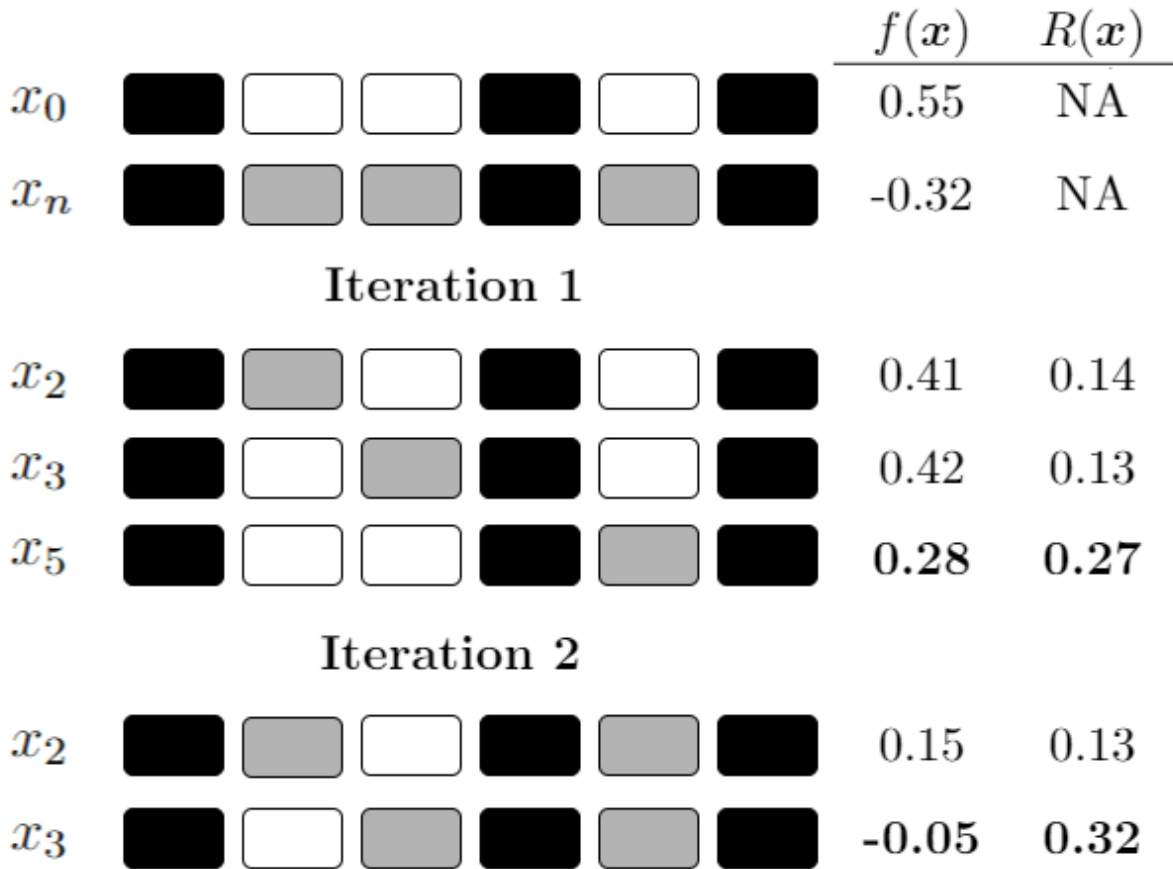 f(x) R(x)
x₀ 0.55 NA
xₙ -0.32 NA
Iteration 1
x₂ 0.41 0.14
x₃ 0.42 0.13
x₅ 0.28 0.27
Iteration 2
x₂ 0.15 0.13
x₃ -0.05 0.32